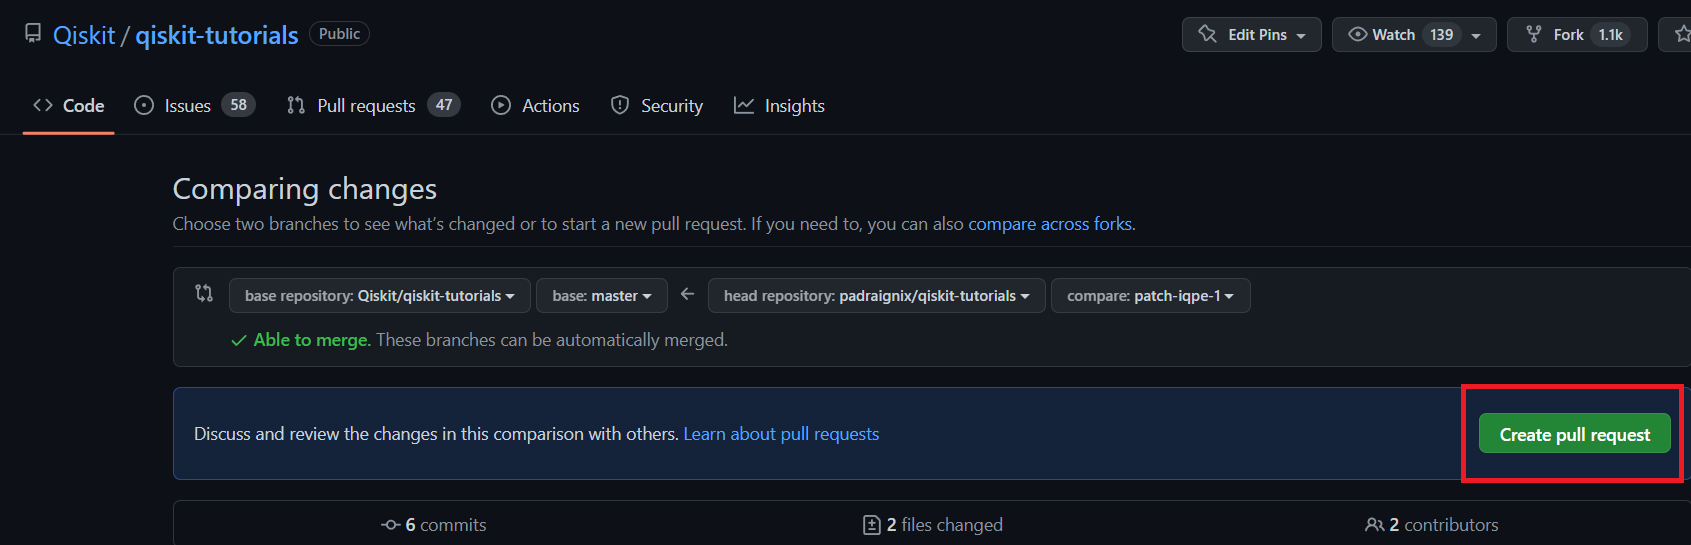 Qiskit / qiskit-tutorials Public Edit Pins Watch 139 Fork 1.1k
Code Issues 58 Pull requests 47 Actions Security Insights
Comparing changes
Choose two branches to see what's changed or to start a new pull request. If you need to, you can also compare across forks.
base repository: Qiskit/qiskit-tutorials base: master head repository: padraignix/qiskit-tutorials compare: patch-iqpe-1
Able to merge. These branches can be automatically merged.
Discuss and review the changes in this comparison with others. Learn about pull requests Create pull request
6 commits 2 files changed 2 contributors